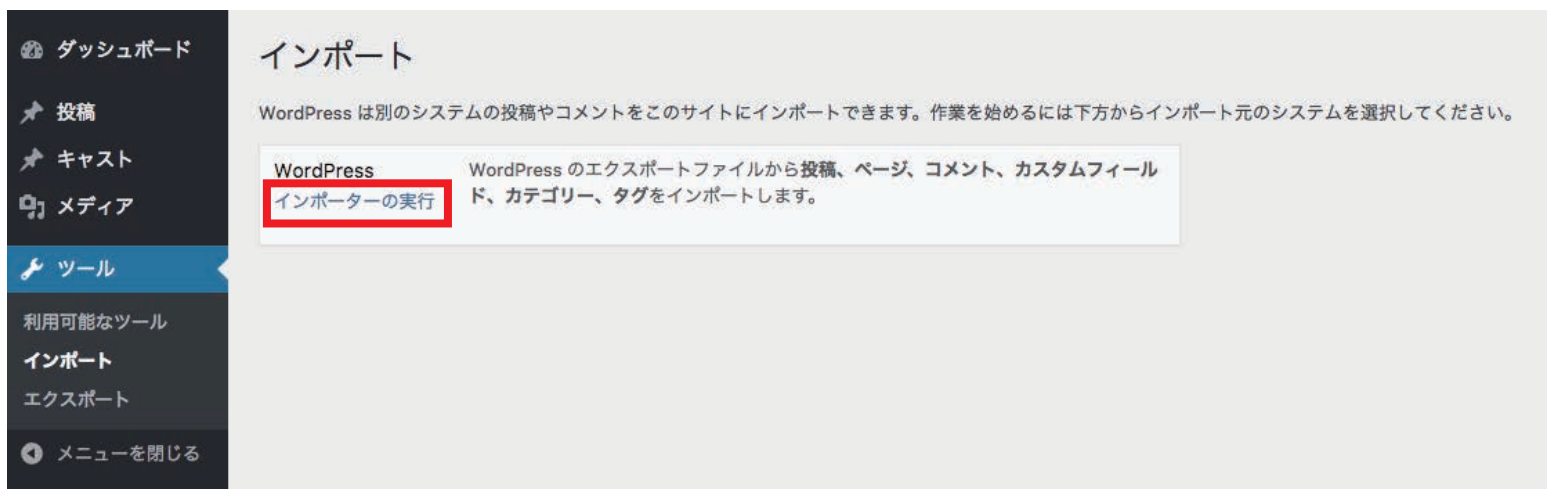 ダッシュボード
投稿
キャスト
メディア
ツール
利用可能なツール
インポート
エクスポート
メニューを閉じる
インポート
WordPress は別のシステムの投稿やコメントをこのサイトにインポートできます。作業を始めるには下方からインポート元のシステムを選択してください。
WordPress
インポーターの実行
WordPress のエクスポートファイルから投稿、ページ、コメント、カスタムフィール
ド、カテゴリー、タグをインポートします。